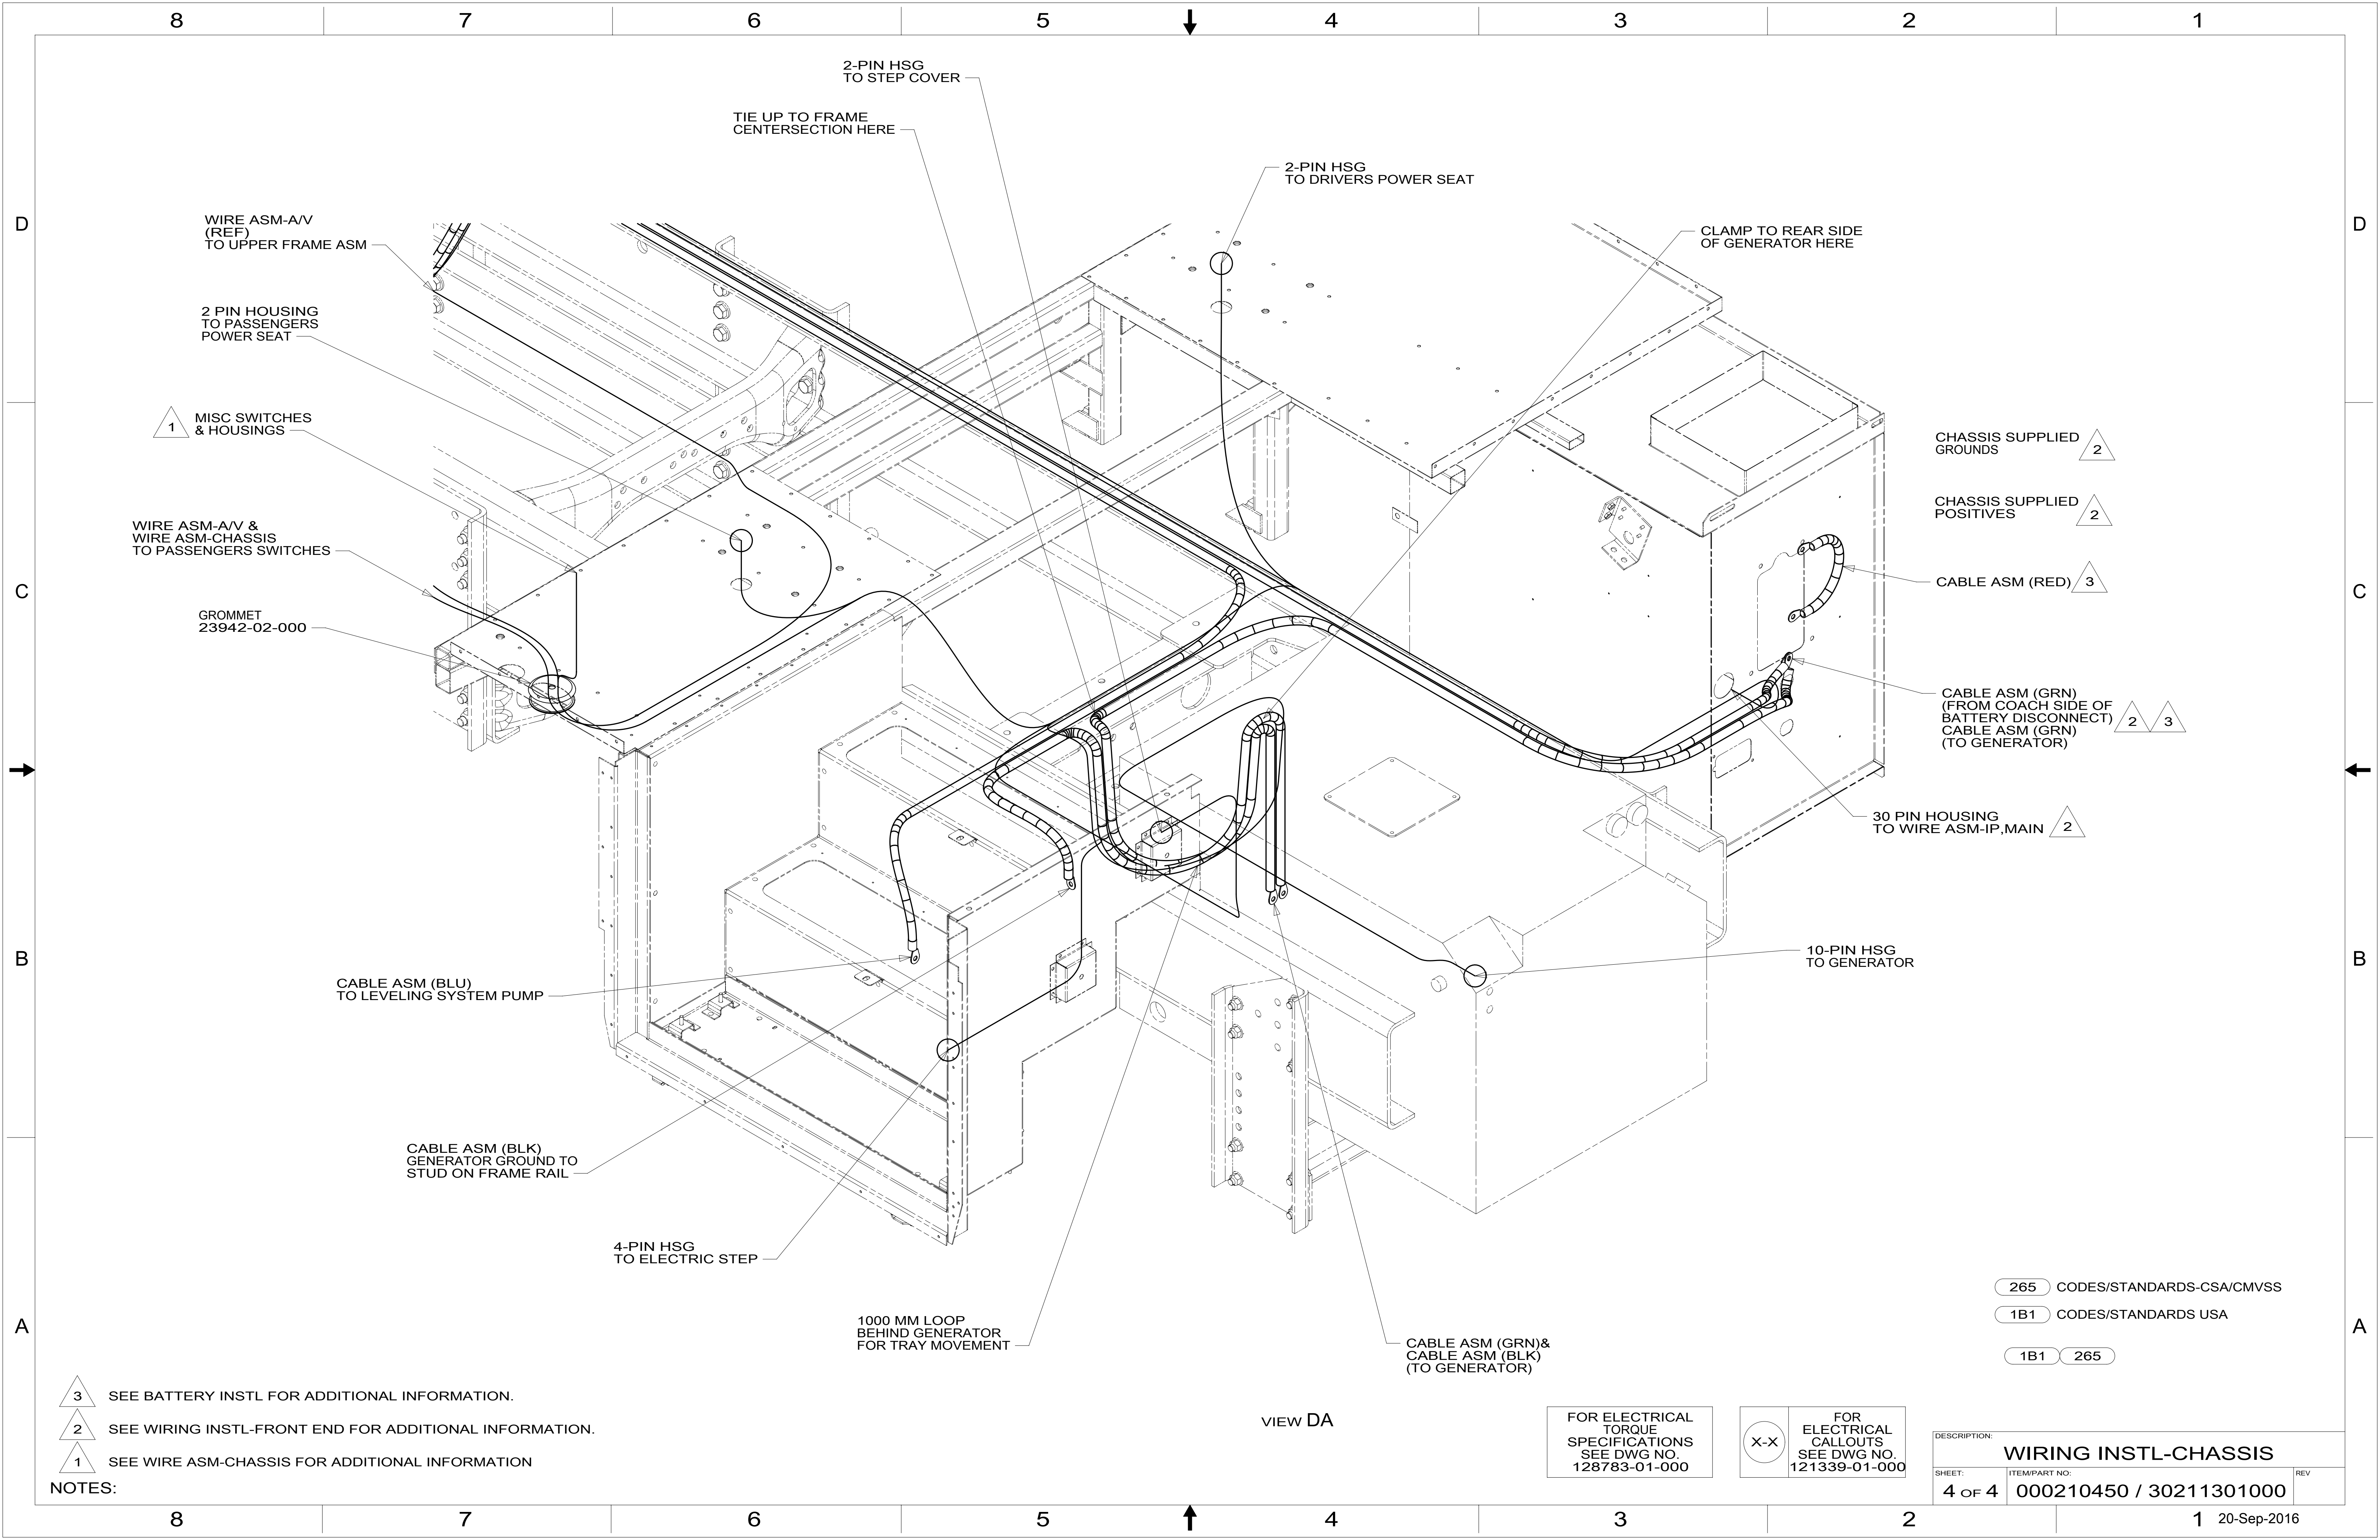 8 7 6 5 4 3 2 1
2-PIN HSG
TO STEP COVER
TIE UP TO FRAME
CENTERSECTION HERE
2-PIN HSG
TO DRIVERS POWER SEAT
D
WIRE ASM-A/V
(REF)
TO UPPER FRAME ASM
CLAMP TO REAR SIDE
OF GENERATOR HERE
D
2 PIN HOUSING
TO PASSENGERS
POWER SEAT
1
MISC SWITCHES
& HOUSINGS
CHASSIS SUPPLIED
GROUNDS
2
CHASSIS SUPPLIED
POSITIVES
2
WIRE ASM-A/V &
WIRE ASM-CHASSIS
TO PASSENGERS SWITCHES
C
CABLE ASM (RED)
3
C
GROMMET
23942-02-000
CABLE ASM (GRN)
(FROM COACH SIDE OF
BATTERY DISCONNECT)
CABLE ASM (GRN)
(TO GENERATOR)
2 3
30 PIN HOUSING
TO WIRE ASM-IP,MAIN
2
B
10-PIN HSG
TO GENERATOR
B
CABLE ASM (BLU)
TO LEVELING SYSTEM PUMP
CABLE ASM (BLK)
GENERATOR GROUND TO
STUD ON FRAME RAIL
4-PIN HSG
TO ELECTRIC STEP
265 CODES/STANDARDS-CSA/CMVSS
1B1 CODES/STANDARDS USA
1B1 265
A
1000 MM LOOP
BEHIND GENERATOR
FOR TRAY MOVEMENT
CABLE ASM (GRN)&
CABLE ASM (BLK)
(TO GENERATOR)
A
3 SEE BATTERY INSTL FOR ADDITIONAL INFORMATION.
2 SEE WIRING INSTL-FRONT END FOR ADDITIONAL INFORMATION.
1 SEE WIRE ASM-CHASSIS FOR ADDITIONAL INFORMATION
NOTES:
VIEW DA
FOR ELECTRICAL
TORQUE
SPECIFICATIONS
SEE DWG NO.
128783-01-000
X-X
FOR
ELECTRICAL
CALLOUTS
SEE DWG NO.
121339-01-000
DESCRIPTION:
WIRING INSTL-CHASSIS
SHEET:
4 OF 4
ITEM/PART NO:
000210450 / 30211301000
REV
8 7 6 5 4 3 2 1
20-Sep-2016